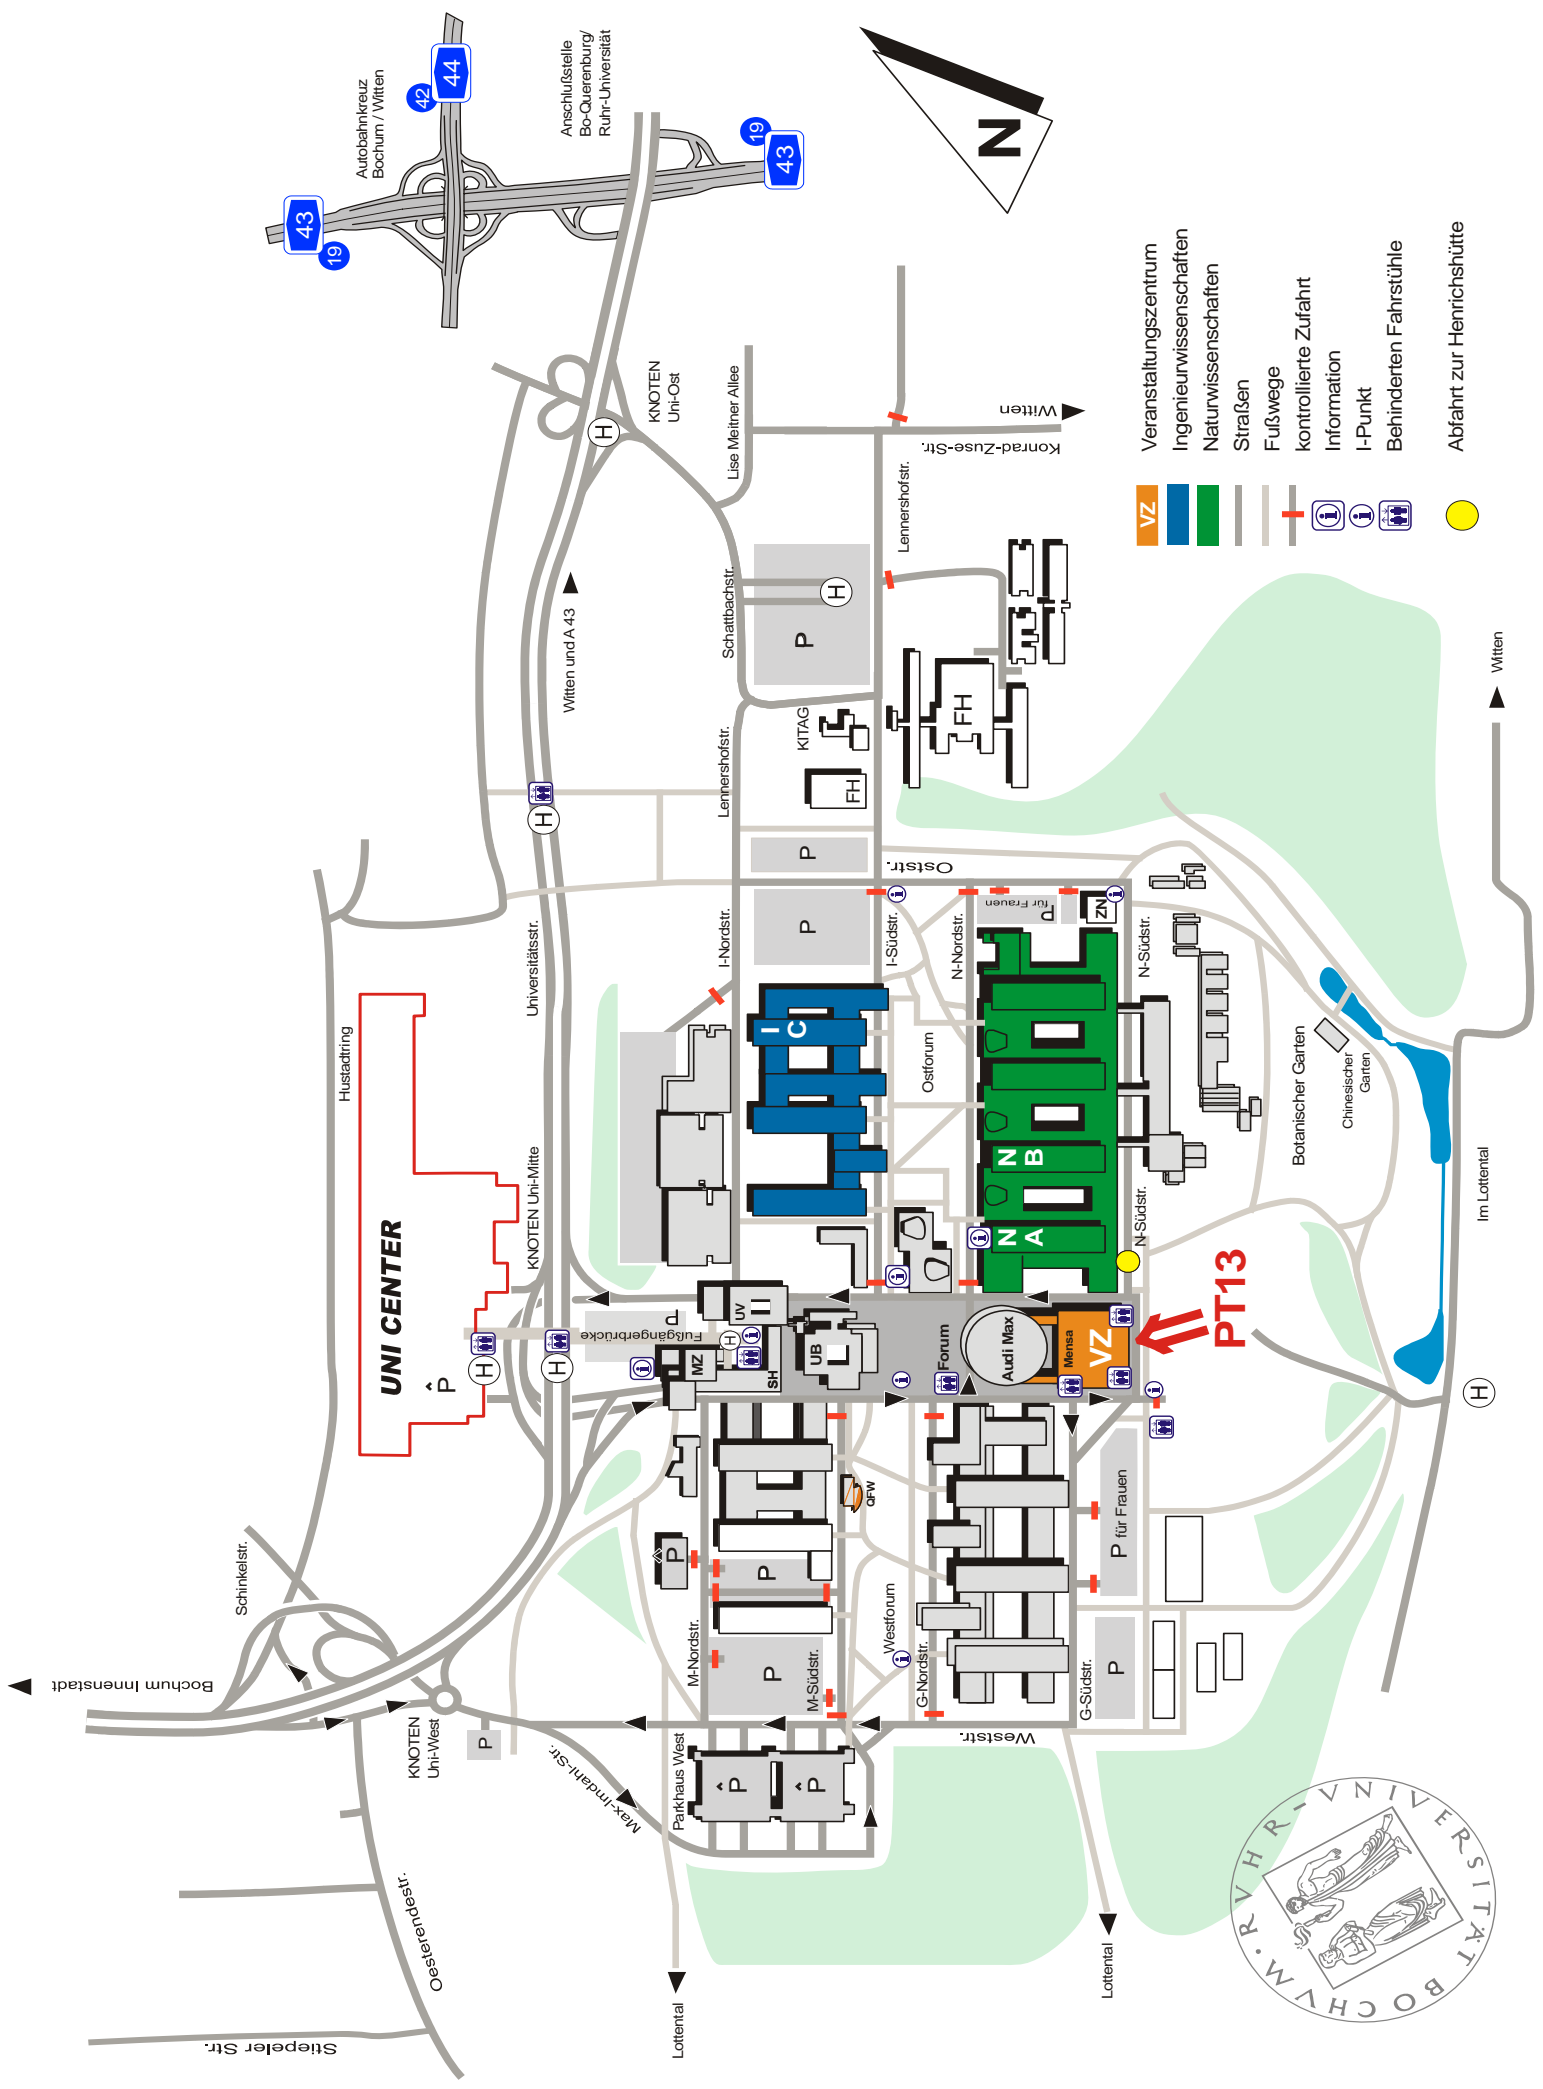 Autobahnkreuz
Bochum / Witten
43
19
42
44
19
43
Anschlußstelle
Bo-Querenburg/
Ruhr-Universität
N
VZ
Veranstaltungszentrum
Ingenieurwissenschaften
Naturwissenschaften
Straßen
Fußwege
kontrollierte Zufahrt
i
Information
i
I-Punkt
Behinderten Fahrstühle
Abfahrt zur Henrichshütte
KNOTEN
Uni-Ost
H
Lise Meitner Allee
Witten
Konrad-Zuse-Str.
Lennershofstr.
Schattbachstr.
P
H
Witten und A 43
KITAG
FH
FH
Lennershofstr.
H
P
Oststr.
Universitätsstr.
I-Nordstr.
P
I-Südstr.
N-Nordstr.
P
für Frauen
ZN
N-Südstr.
Hustadtring
UNI CENTER
KNOTEN Uni-Mitte
I C
Ostforum
N B
N A
N-Südstr.
Botanischer Garten
Chinesischer
Garten
Im Lottental
Witten
H
P
H
H
P
Fußgängerbrücke
UV
MZ
H
SH
UB
Forum
Audi Max
Mensa
VZ
PT13
Schinkelstr.
Bochum Innenstadt
KNOTEN
Uni-West
P
Max-Imdahl-Str.
Oesterendestr.
Stiepeler Str.
Parkhaus West
P
P
M-Nordstr.
P
P
P
M-Südstr.
QFW
Westforum
G-Nordstr.
Weststr.
G-Südstr.
P für Frauen
P
Lottental
Lottental
RVHR-VNIVERSITÄT BOCHVM